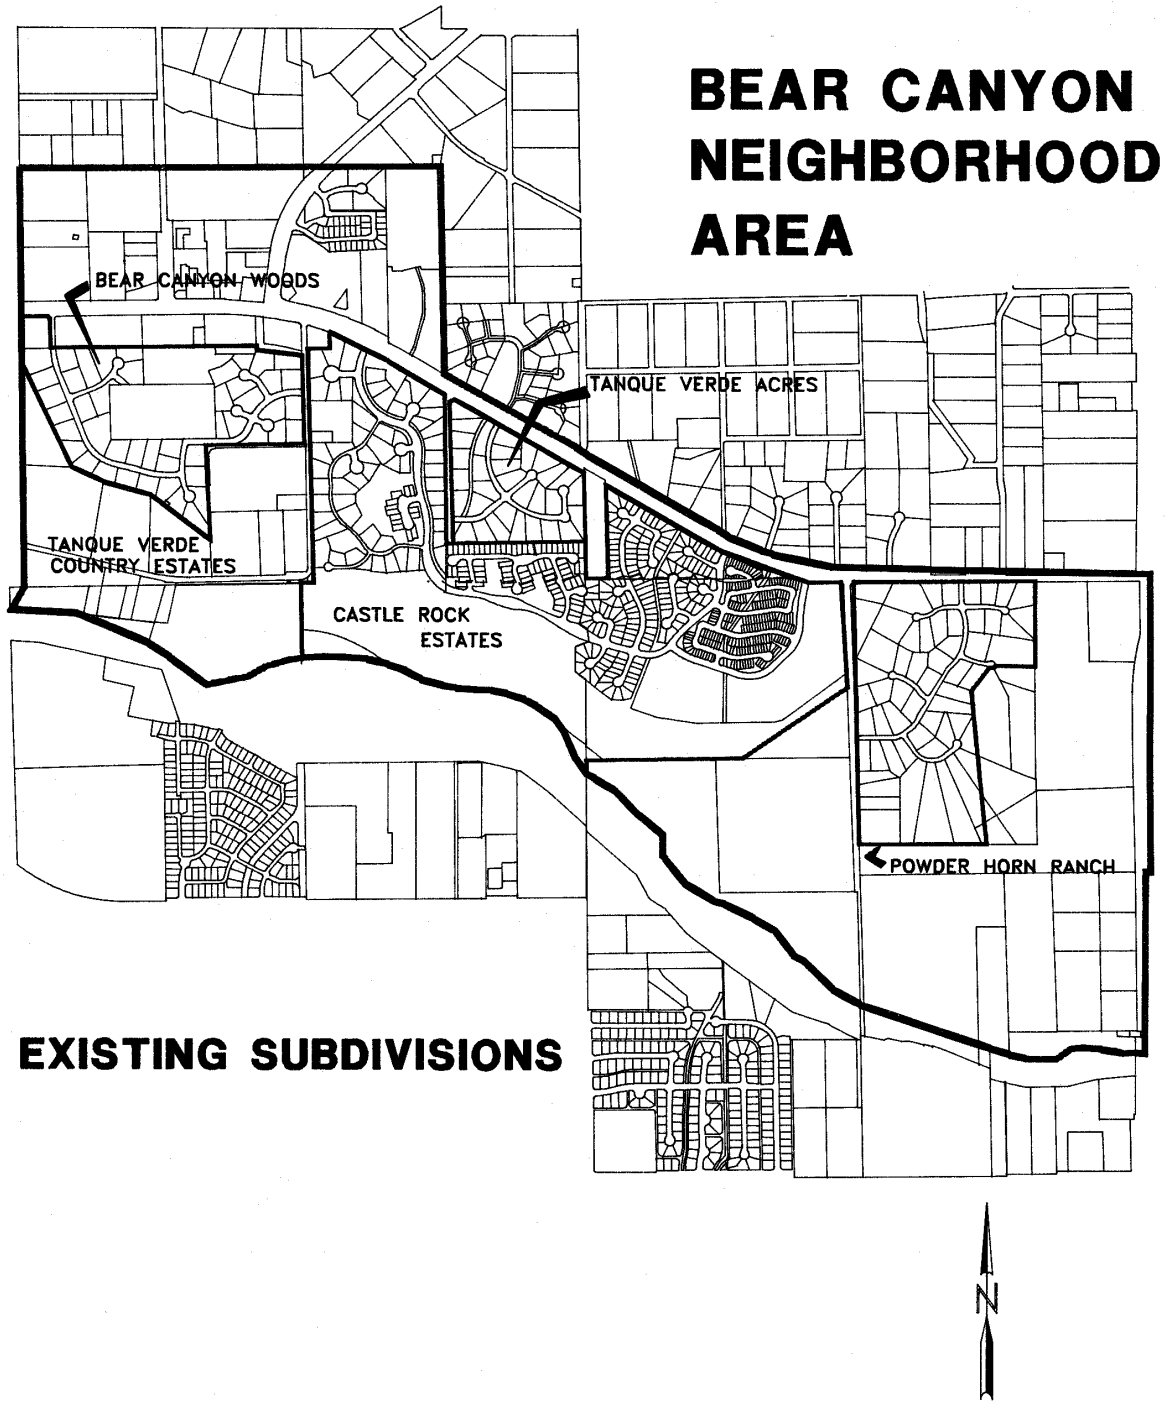 BEAR CANYON
NEIGHBORHOOD
AREA
BEAR CANYON WOODS
TANQUE VERDE ACRES
TANQUE VERDE
COUNTRY ESTATES
CASTLE ROCK
ESTATES
POWDER HORN RANCH
EXISTING SUBDIVISIONS
N